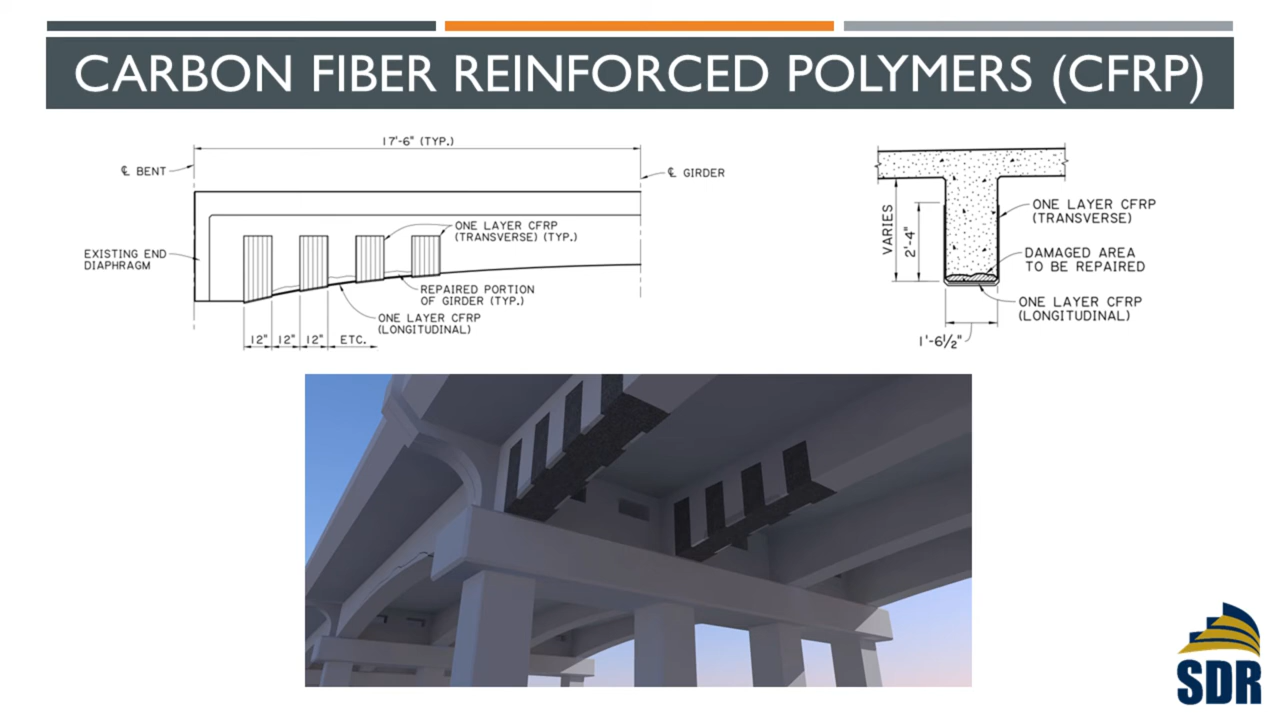 CARBON FIBER REINFORCED POLYMERS (CFRP)
17'-6" (TYP.)
℄ BENT
℄ GIRDER
EXISTING END
DIAPHRAGM
ONE LAYER CFRP
(TRANSVERSE) (TYP.)
REPAIRED PORTION
OF GIRDER (TYP.)
ONE LAYER CFRP
(LONGITUDINAL)
12" 12" 12" ETC.
VARIES
2'-4"
ONE LAYER CFRP
(TRANSVERSE)
DAMAGED AREA
TO BE REPAIRED
ONE LAYER CFRP
(LONGITUDINAL)
1'-6½"
SDR